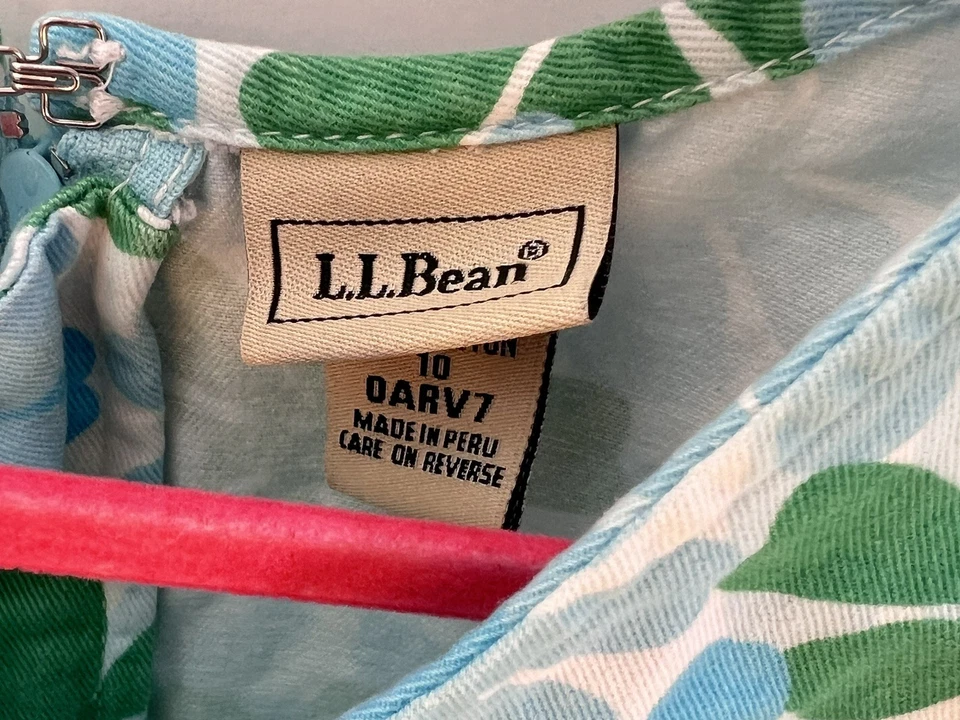 L.L.Bean®
10
0ARV7
MADE IN PERU
CARE ON REVERSE